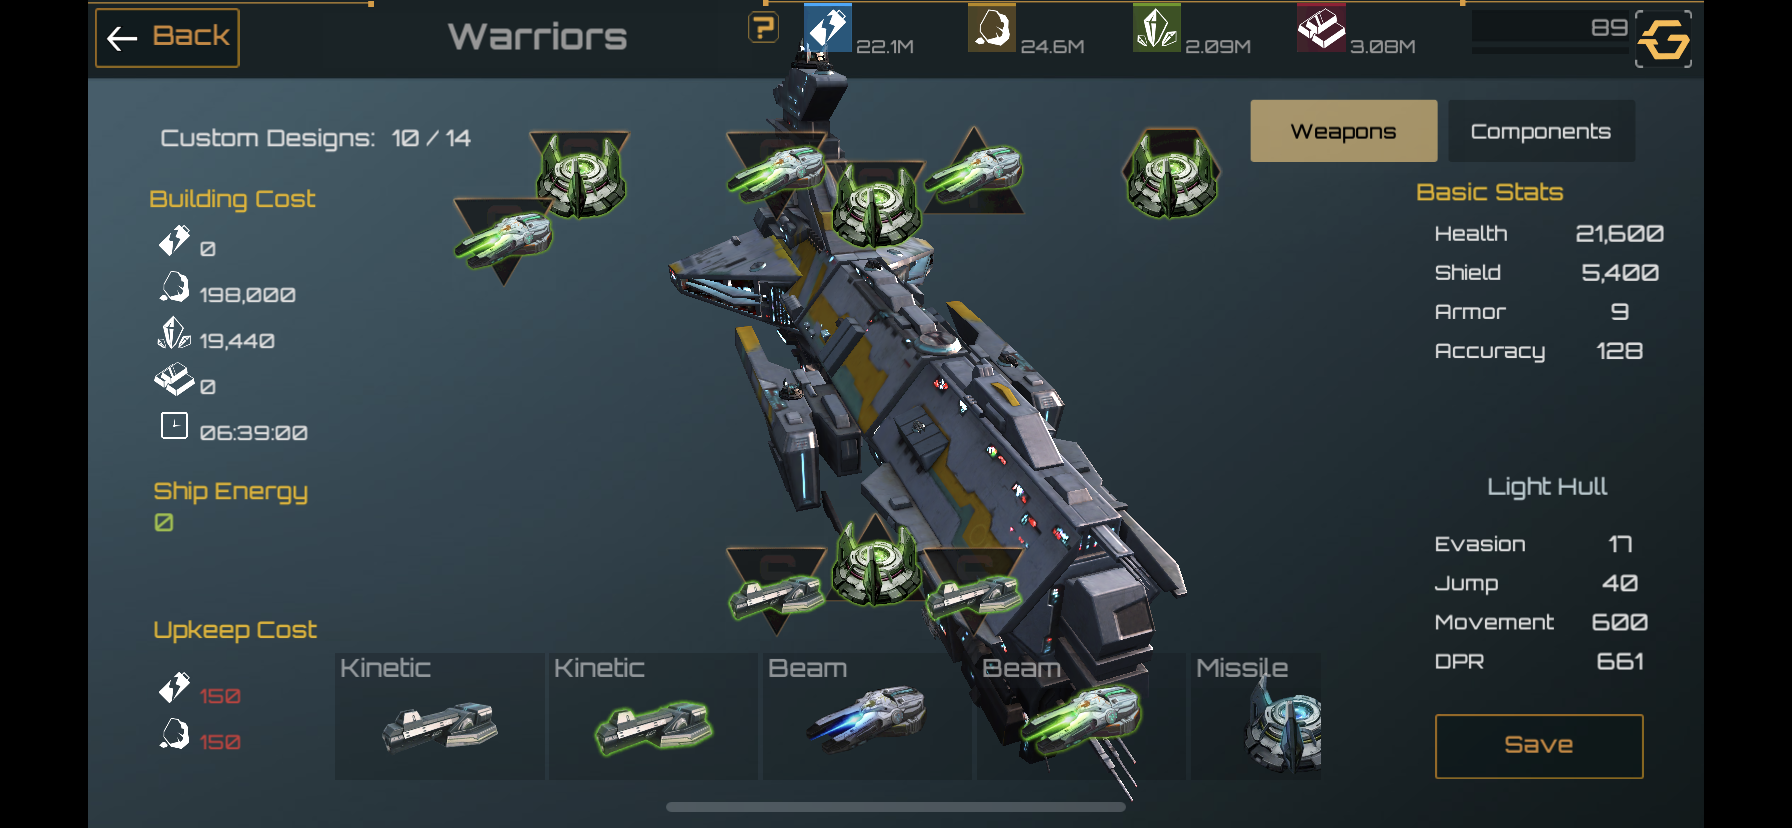 Back
Warriors
?
22.1M
24.6M
2.09M
3.08M
89
Custom Designs: 10 / 14
Weapons
Components
Building Cost
0
198,000
19,440
0
06:39:00
Ship Energy
0
Upkeep Cost
150
150
Basic Stats
Health 21,600
Shield 5,400
Armor 9
Accuracy 128
Light Hull
Evasion 17
Jump 40
Movement 600
DPR 661
Kinetic
Kinetic
Beam
Beam
Missile
Save